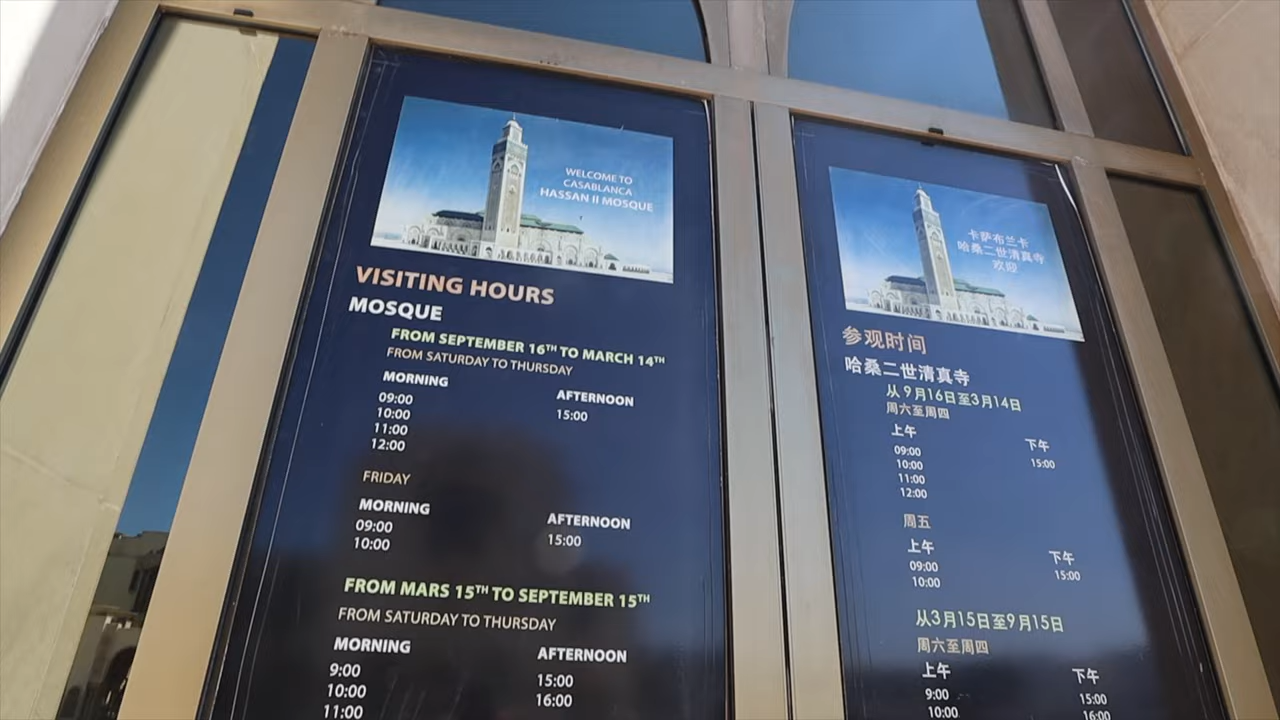 WELCOME TO
CASABLANCA
HASSAN II MOSQUE
VISITING HOURS
MOSQUE
FROM SEPTEMBER 16TH TO MARCH 14TH
FROM SATURDAY TO THURSDAY
MORNING AFTERNOON
09:00 15:00
10:00
11:00
12:00
FRIDAY
MORNING AFTERNOON
09:00 15:00
10:00
FROM MARS 15TH TO SEPTEMBER 15TH
FROM SATURDAY TO THURSDAY
MORNING AFTERNOON
9:00 15:00
10:00 16:00
11:00
卡萨布兰卡
哈桑二世清真寺
欢迎
参观时间
哈桑二世清真寺
从9月16日至3月14日
周六至周四
上午 下午
09:00 15:00
10:00
11:00
12:00
周五
上午 下午
09:00 15:00
10:00
从3月15日至9月15日
周六至周四
上午 下午
9:00 15:00
10:00 16:00